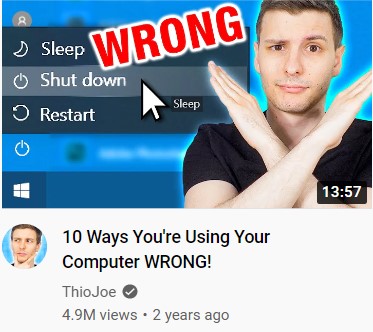 Sleep
WRONG
Shut down
Sleep
Restart
13:57
10 Ways You're Using Your
Computer WRONG!
ThioJoe
4.9M views • 2 years ago